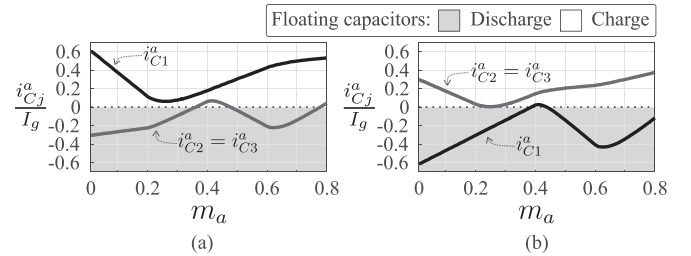 Floating capacitors: Discharge Charge
i^a_{Cj}/I_g
0.6
0.4
0.2
0
-0.2
-0.4
-0.6
i^a_{C1}
i^a_{C2} = i^a_{C3}
0 0.2 0.4 0.6 0.8
m_a
(a)
i^a_{Cj}/I_g
0.6
0.4
0.2
0
-0.2
-0.4
-0.6
i^a_{C2} = i^a_{C3}
i^a_{C1}
0 0.2 0.4 0.6 0.8
m_a
(b)